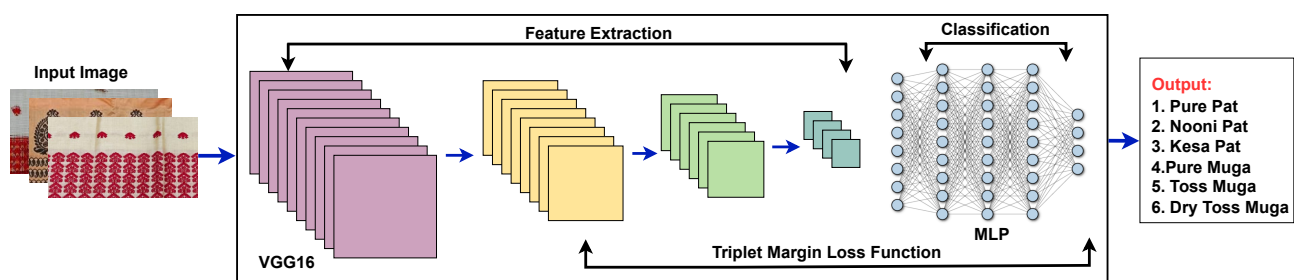 Input Image
Feature Extraction
Classification
VGG16
MLP
Triplet Margin Loss Function
Output:
1. Pure Pat
2. Nooni Pat
3. Kesa Pat
4.Pure Muga
5. Toss Muga
6. Dry Toss Muga